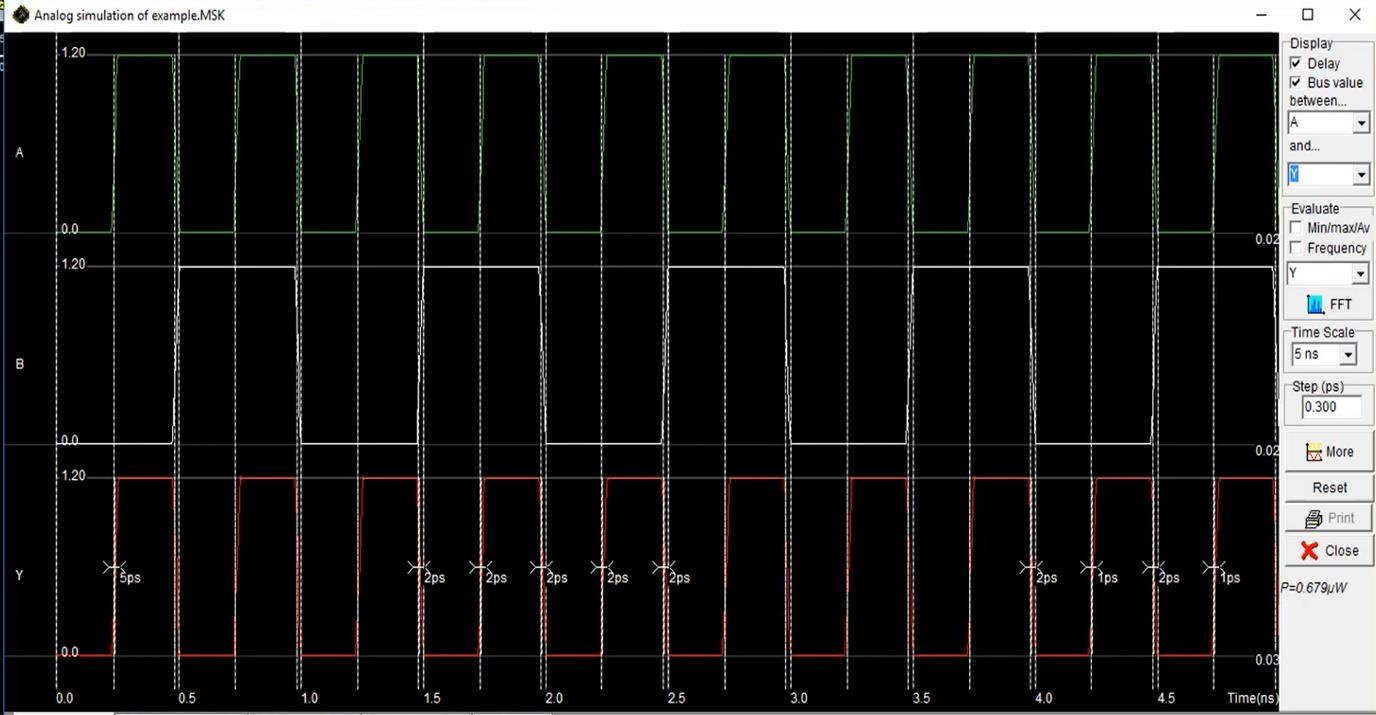 Analog simulation of example.MSK
1.20
A
0.0
0.02
1.20
B
0.0
0.02
1.20
Y
5ps 2ps 2ps 2ps 2ps 2ps 2ps 1ps 2ps 1ps
0.0
0.03
0.0 0.5 1.0 1.5 2.0 2.5 3.0 3.5 4.0 4.5 Time(ns)
Display
Delay
Bus value
between...
A
and...
Y
Evaluate
Min/max/Av
Frequency
Y
FFT
Time Scale
5 ns
Step (ps)
0.300
More
Reset
Print
Close
P=0.679µW